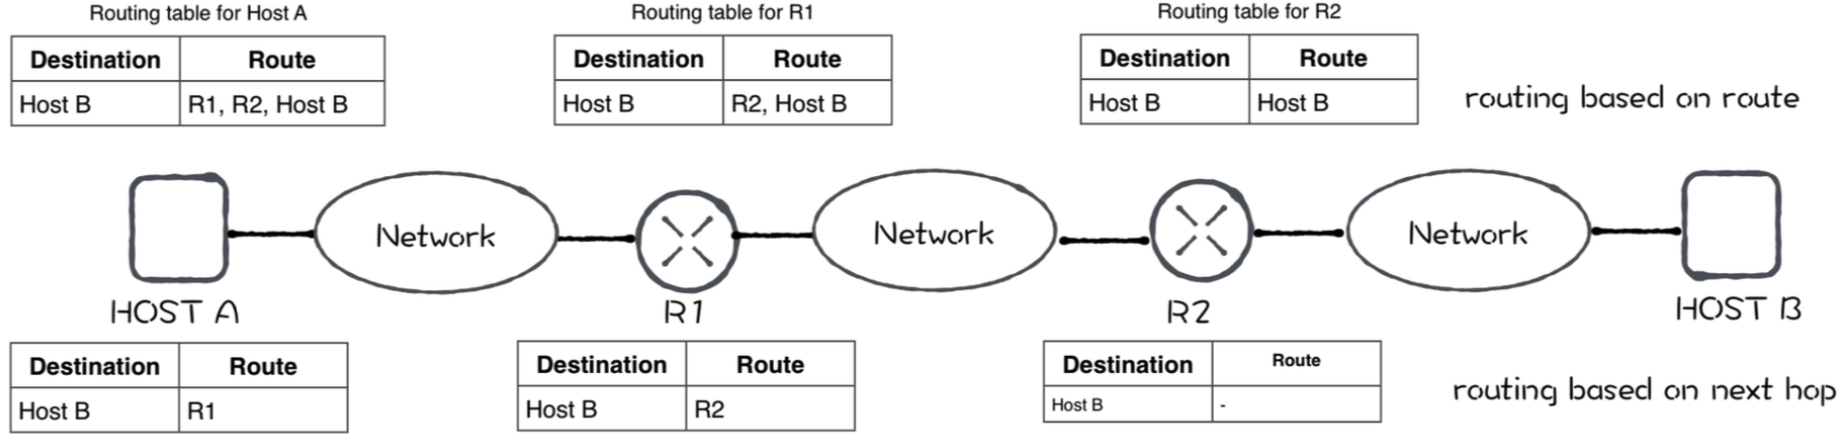 Routing table for Host A
Routing table for R1
Routing table for R2
Destination Route
Host B R1, R2, Host B
Destination Route
Host B R2, Host B
Destination Route
Host B Host B
routing based on route
Network
Network
Network
HOST A
R1
R2
HOST B
Destination Route
Host B R1
Destination Route
Host B R2
Destination Route
Host B -
routing based on next hop